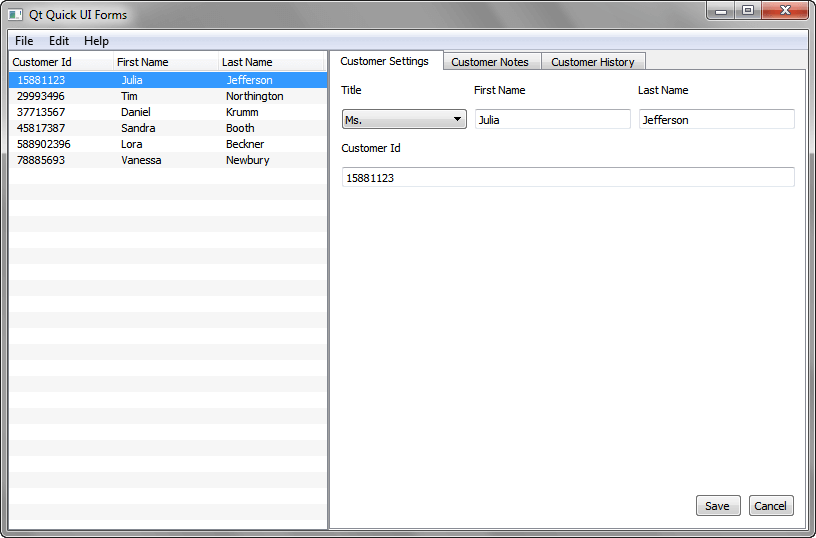 Qt Quick UI Forms
File Edit Help
Customer Id First Name Last Name
15881123 Julia Jefferson
29993496 Tim Northington
37713567 Daniel Krumm
45817387 Sandra Booth
588902396 Lora Beckner
78885693 Vanessa Newbury
Customer Settings Customer Notes Customer History
Title First Name Last Name
Ms. Julia Jefferson
Customer Id
15881123
Save Cancel